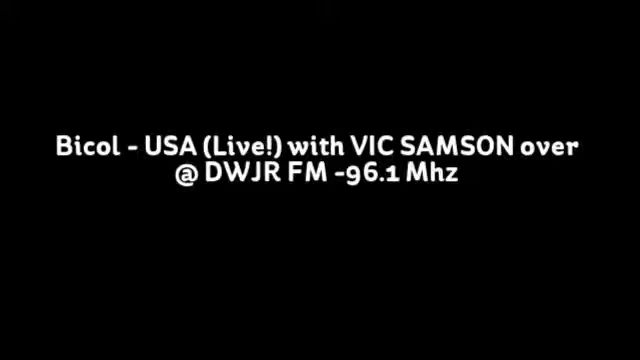 Bicol - USA (Live!) with VIC SAMSON over
@ DWJR FM -96.1 Mhz